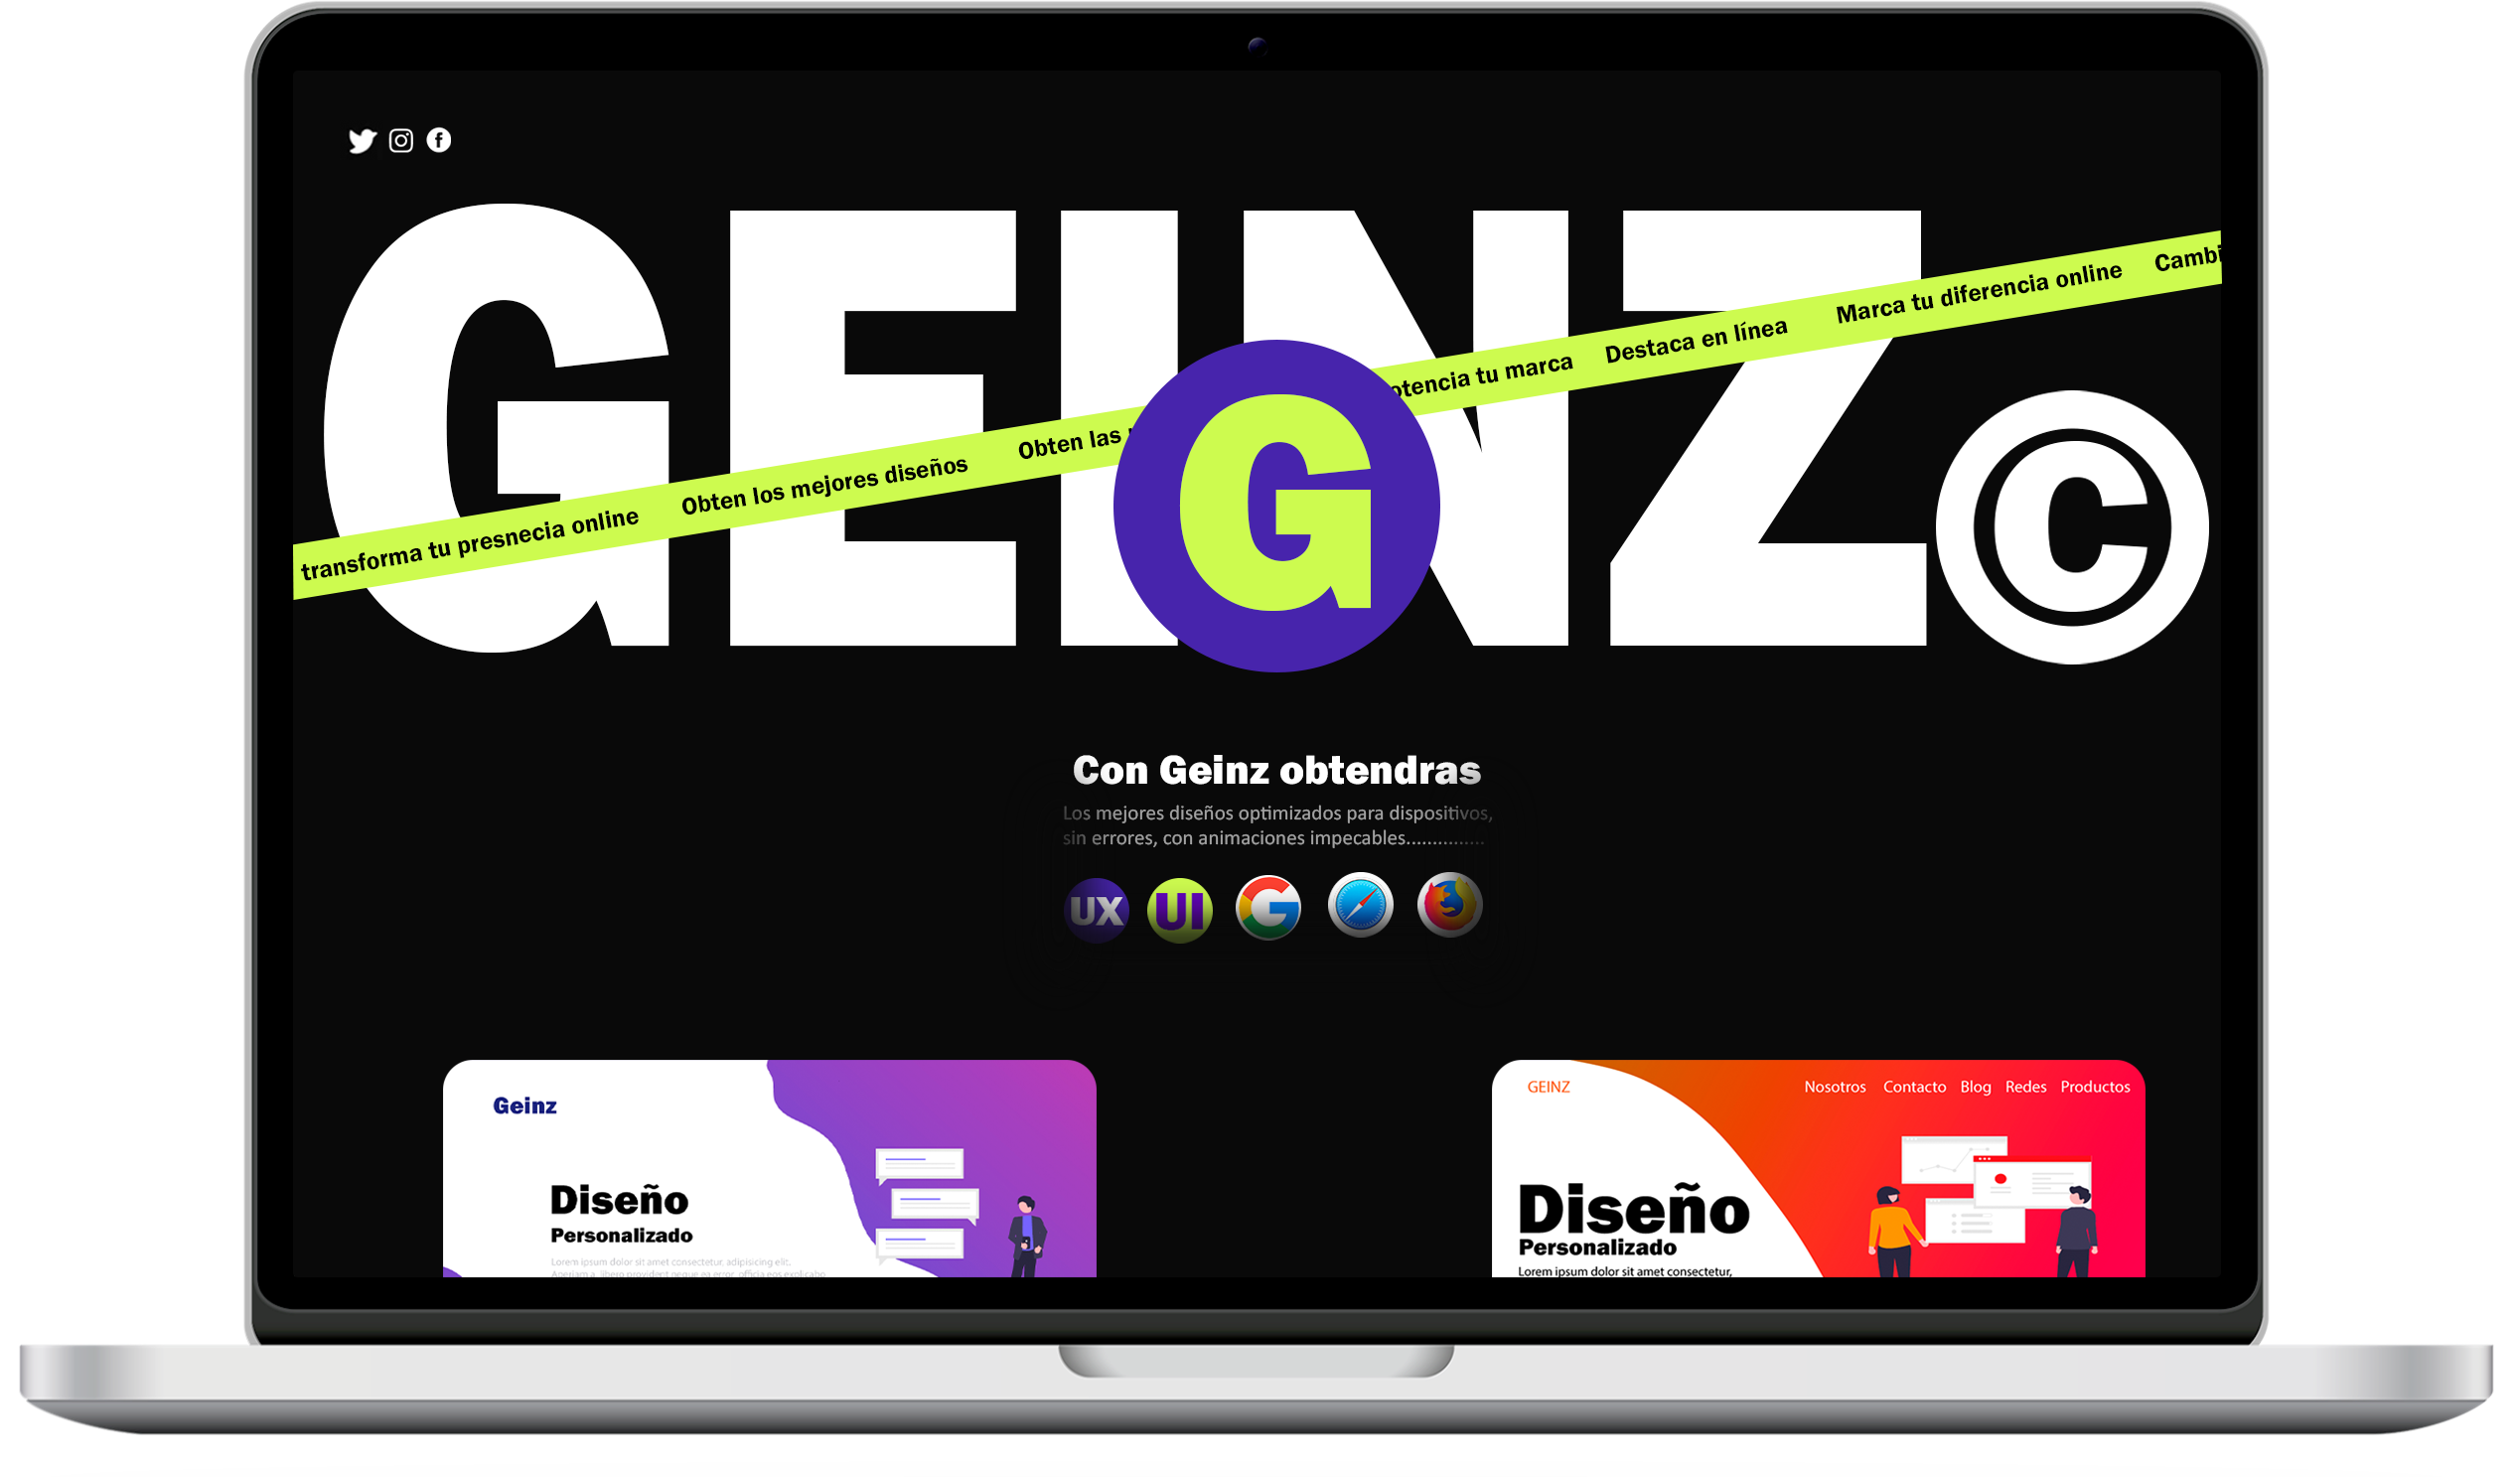 GEINZ©
transforma tu presnecia online Obten los mejores diseños Obten las otencia tu marca Destaca en línea Marca tu diferencia online Cambi
G
Con Geinz obtendras
Los mejores diseños optimizados para dispositivos,
sin errores, con animaciones impecables...............
UX UI
Geinz
Diseño
Personalizado
Lorem ipsum dolor sit amet consectetur, adipisicing elit.
GEINZ Nosotros Contacto Blog Redes Productos
Diseño
Personalizado
Lorem ipsum dolor sit amet consectetur,